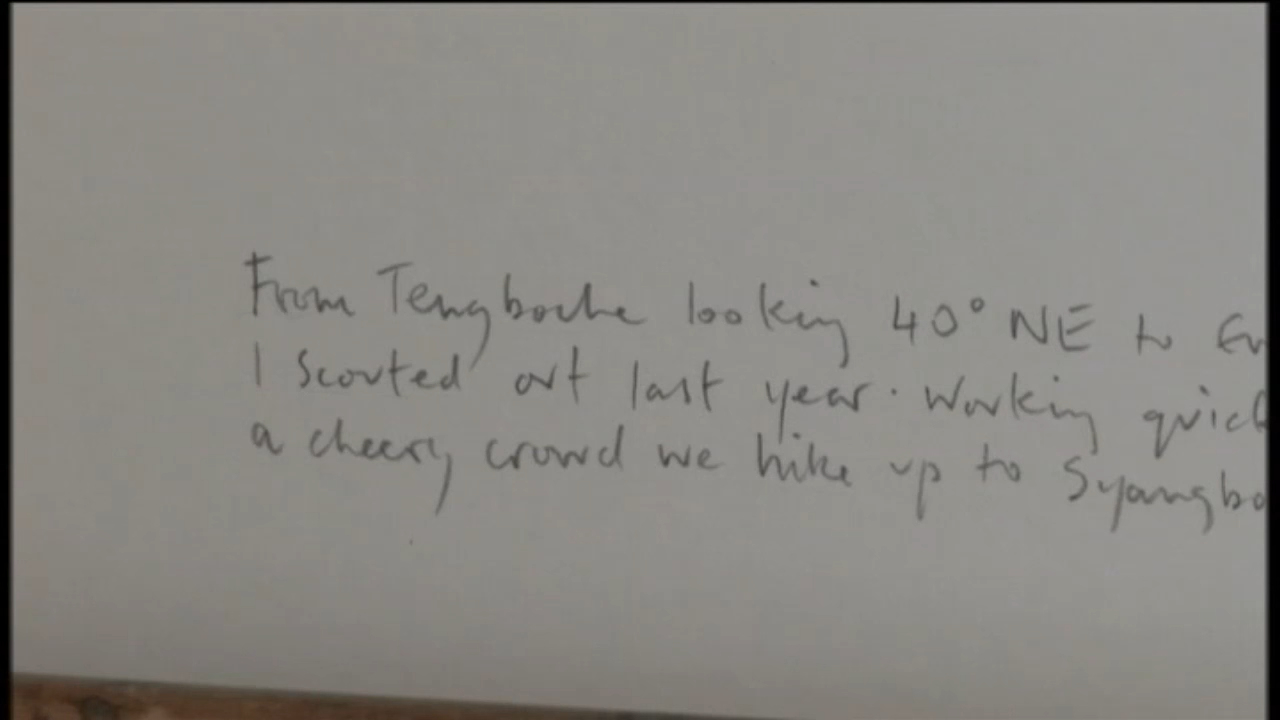 From Tengboche looking 40° NE to
I scouted out last year. Working
a cheery crowd we hike up to